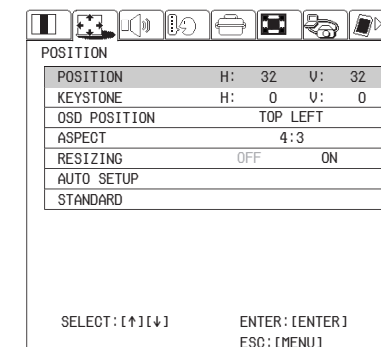 POSITION
POSITION H: 32 V: 32
KEYSTONE H: 0 V: 0
OSD POSITION TOP LEFT
ASPECT 4:3
RESIZING OFF ON
AUTO SETUP
STANDARD
SELECT:[↑][↓] ENTER:[ENTER]
ESC:[MENU]